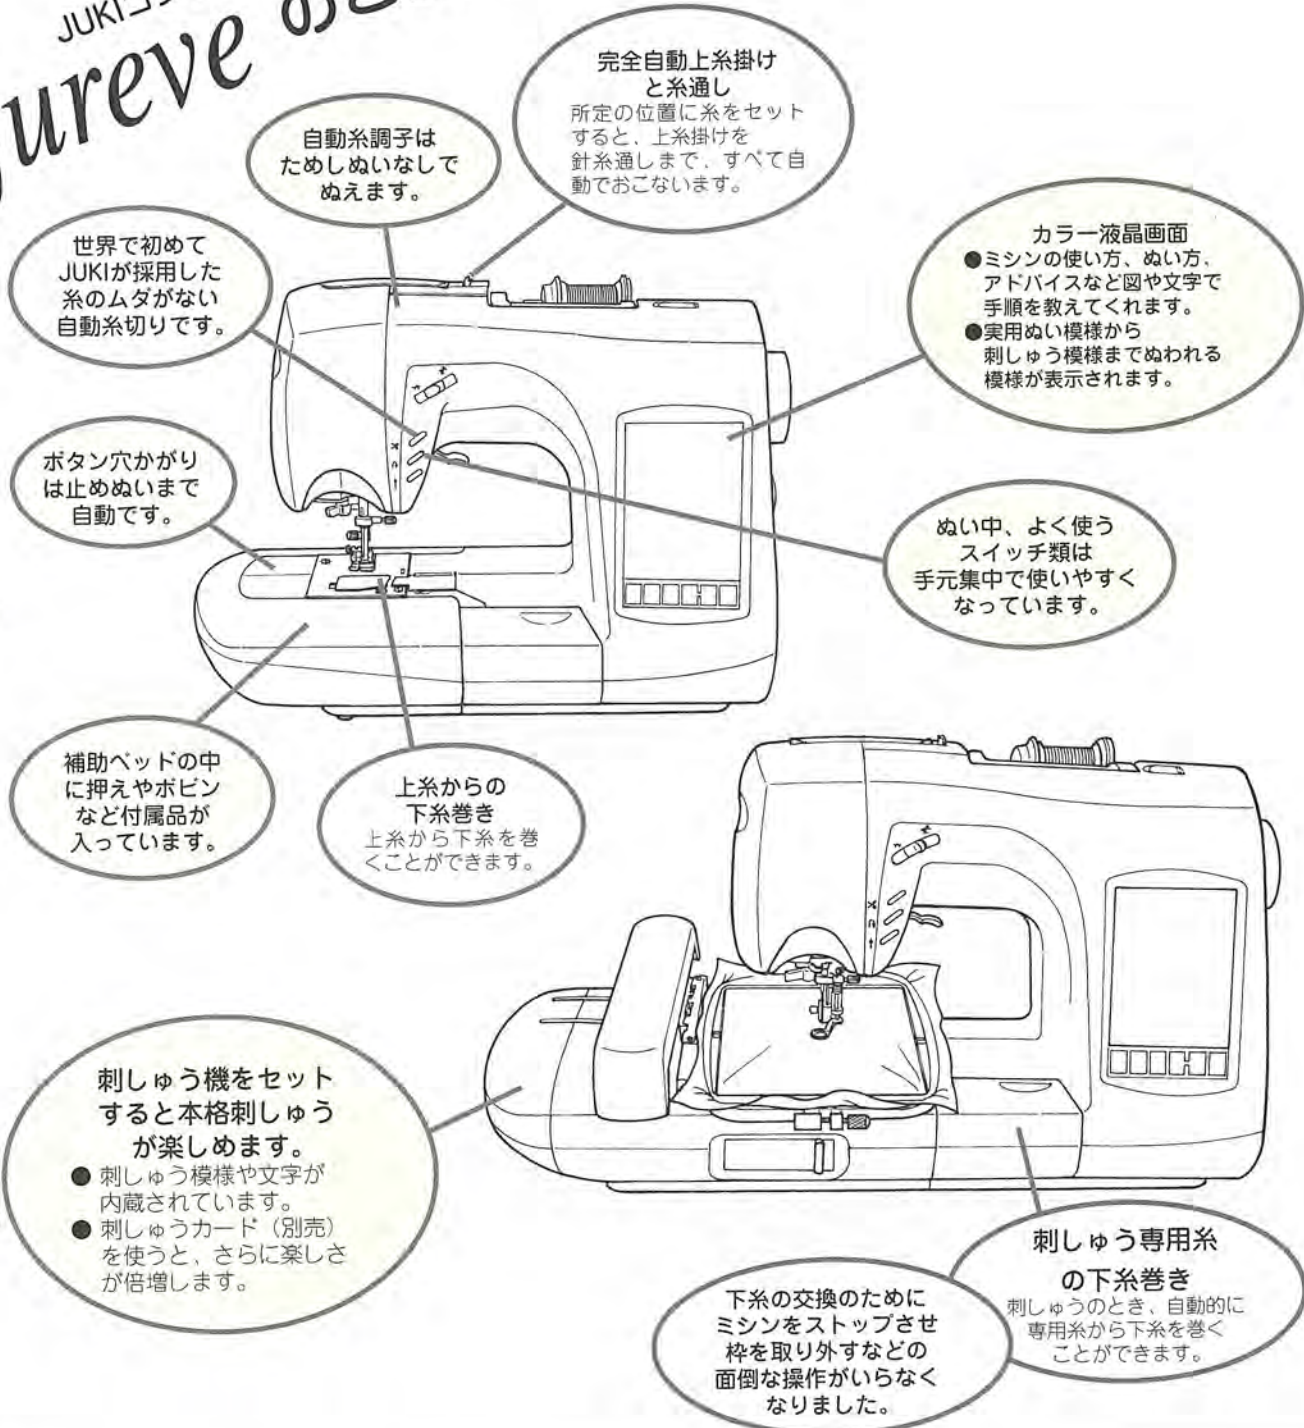 完全自動上糸掛け
と糸通し
所定の位置に糸をセット
すると、上糸掛けを
針糸通しまで、すべて自
動でおこないます。
自動糸調子は
ためしぬいなしで
ぬえます。
世界で初めて
JUKIが採用した
糸のムダがない
自動糸切りです。
カラー液晶画面
●ミシンの使い方、ぬい方、
アドバイスなど図や文字で
手順を教えてくれます。
●実用ぬい模様から
刺しゅう模様までぬわれる
模様が表示されます。
ボタン穴かがり
は止めぬいまで
自動です。
ぬい中、よく使う
スイッチ類は
手元集中で使いやすく
なっています。
補助ベッドの中
に押えやボビン
など付属品が
入っています。
上糸からの
下糸巻き
上糸から下糸を巻
くことができます。
刺しゅう機をセット
すると本格刺しゅう
が楽しめます。
● 刺しゅう模様や文字が
内蔵されています。
● 刺しゅうカード（別売）
を使うと、さらに楽しさ
が倍増します。
刺しゅう専用糸
の下糸巻き
刺しゅうのとき、自動的に
専用糸から下糸を巻く
ことができます。
下糸の交換のために
ミシンをストップさせ
枠を取り外すなどの
面倒な操作がいらなく
なりました。